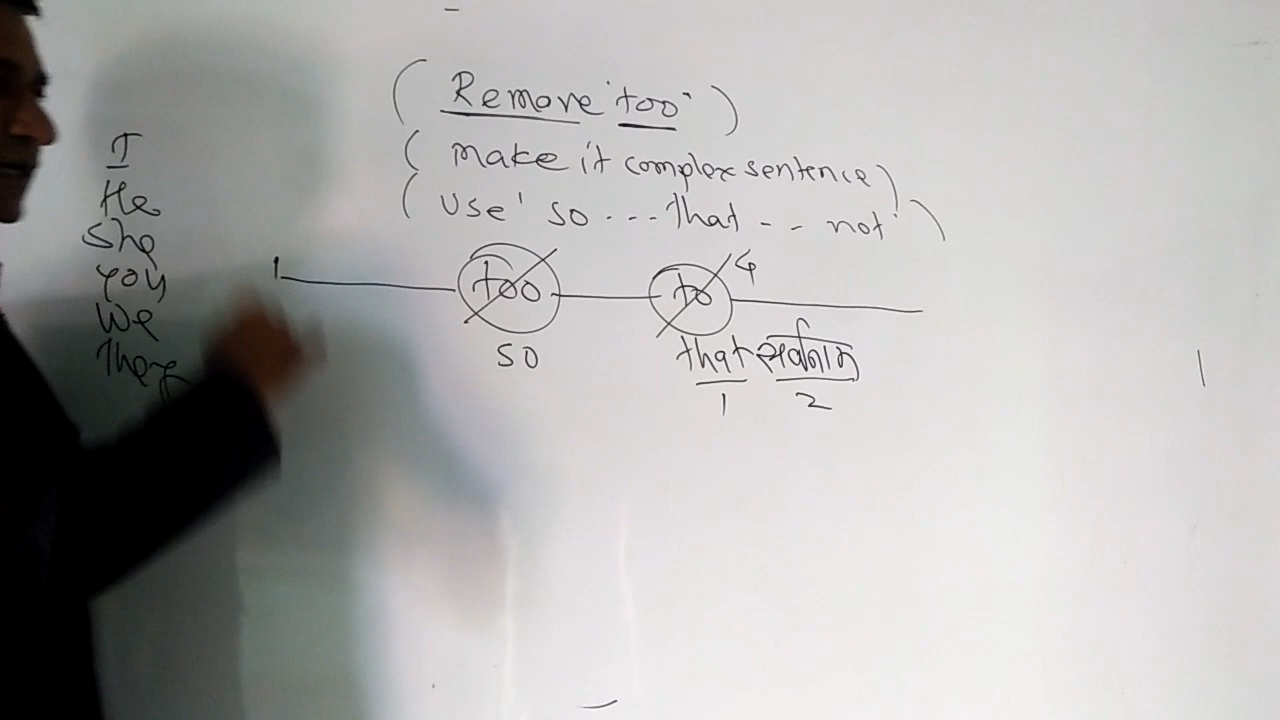 (Remove 'too')
(make it complex sentence)
(Use 'so ... that -- not')
I
He
She
You
We
They
1 too to 4
so that सर्वनाम
1 2